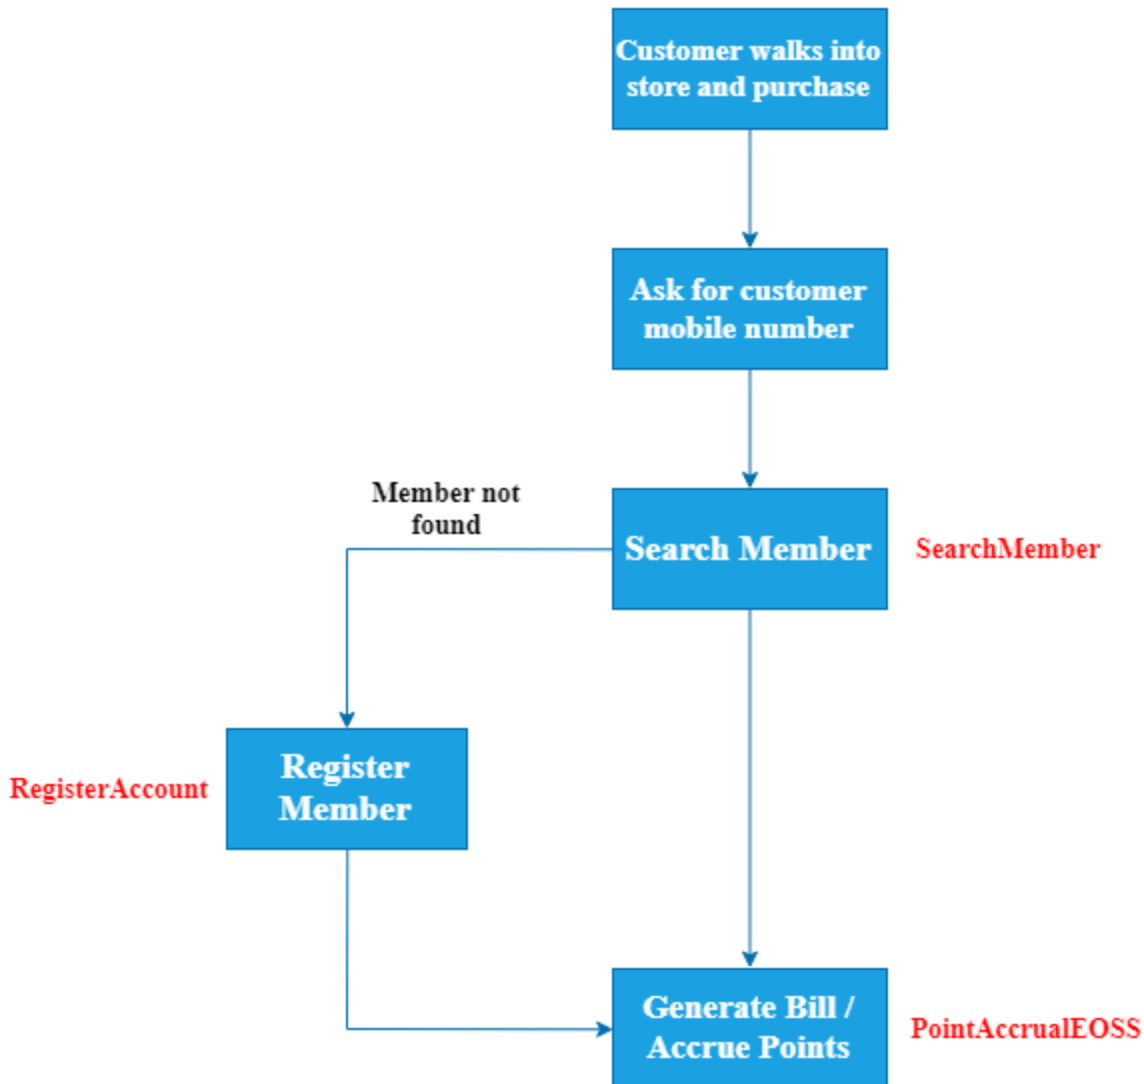 Customer walks into
store and purchase
Ask for customer
mobile number
Member not
found
Search Member
SearchMember
Register
Member
RegisterAccount
Generate Bill /
Accrue Points
PointAccrualEOSS